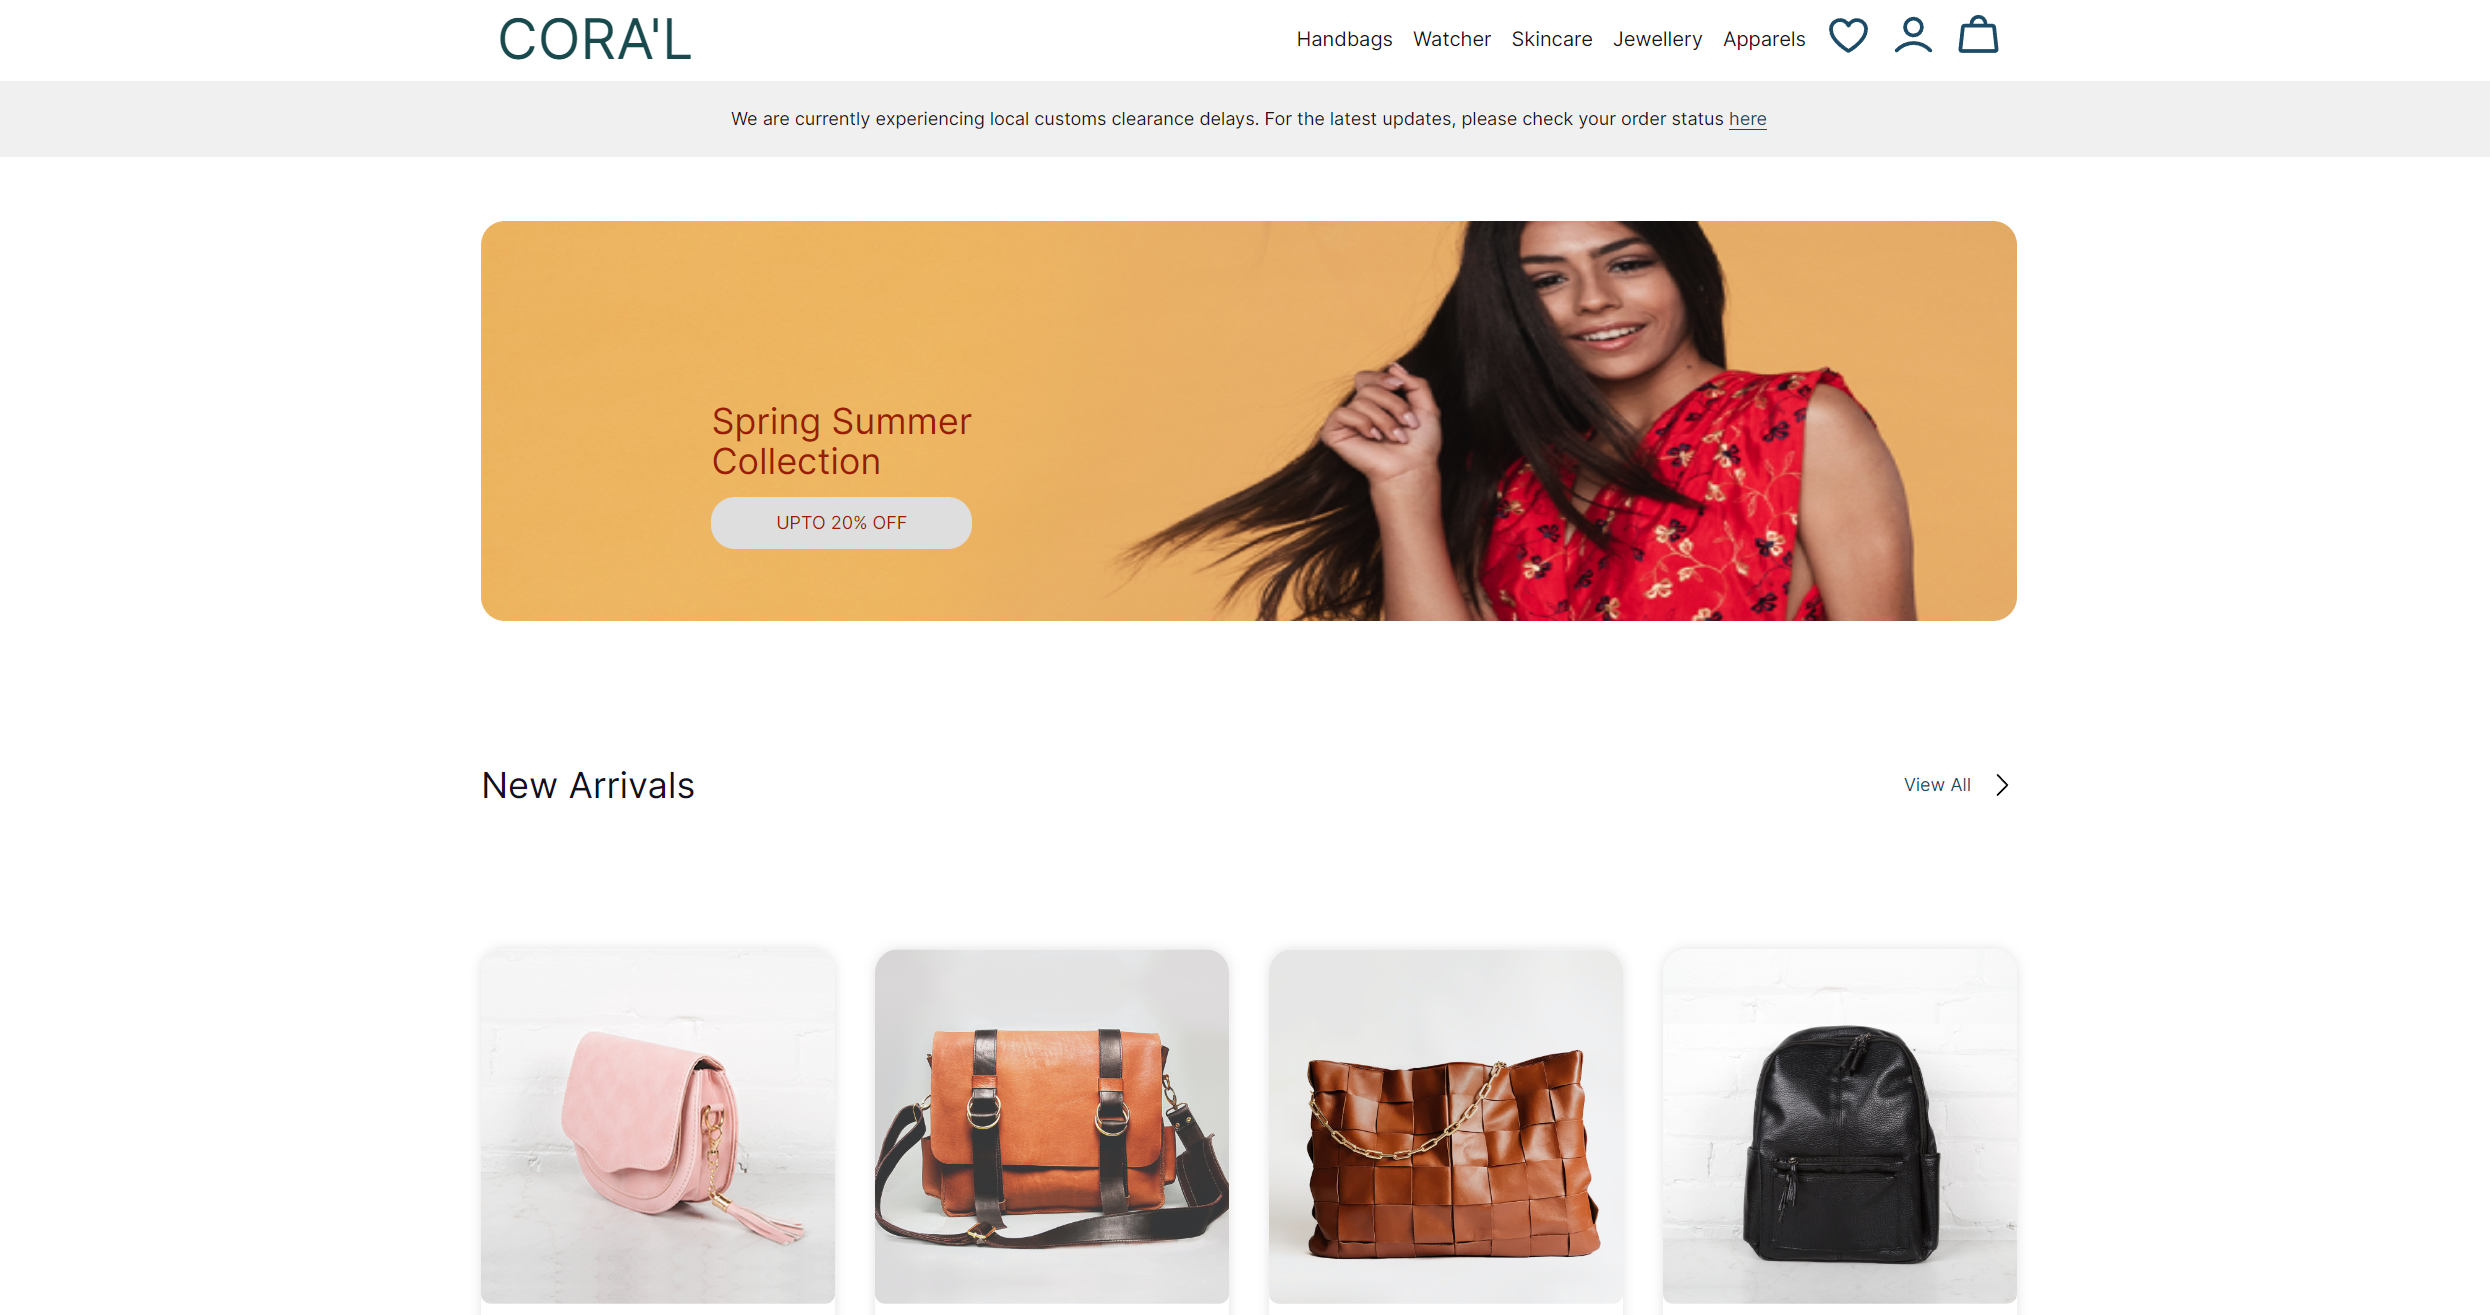 CORA'L
Handbags Watcher Skincare Jewellery Apparels
We are currently experiencing local customs clearance delays. For the latest updates, please check your order status here
Spring Summer
Collection
UPTO 20% OFF
New Arrivals
View All